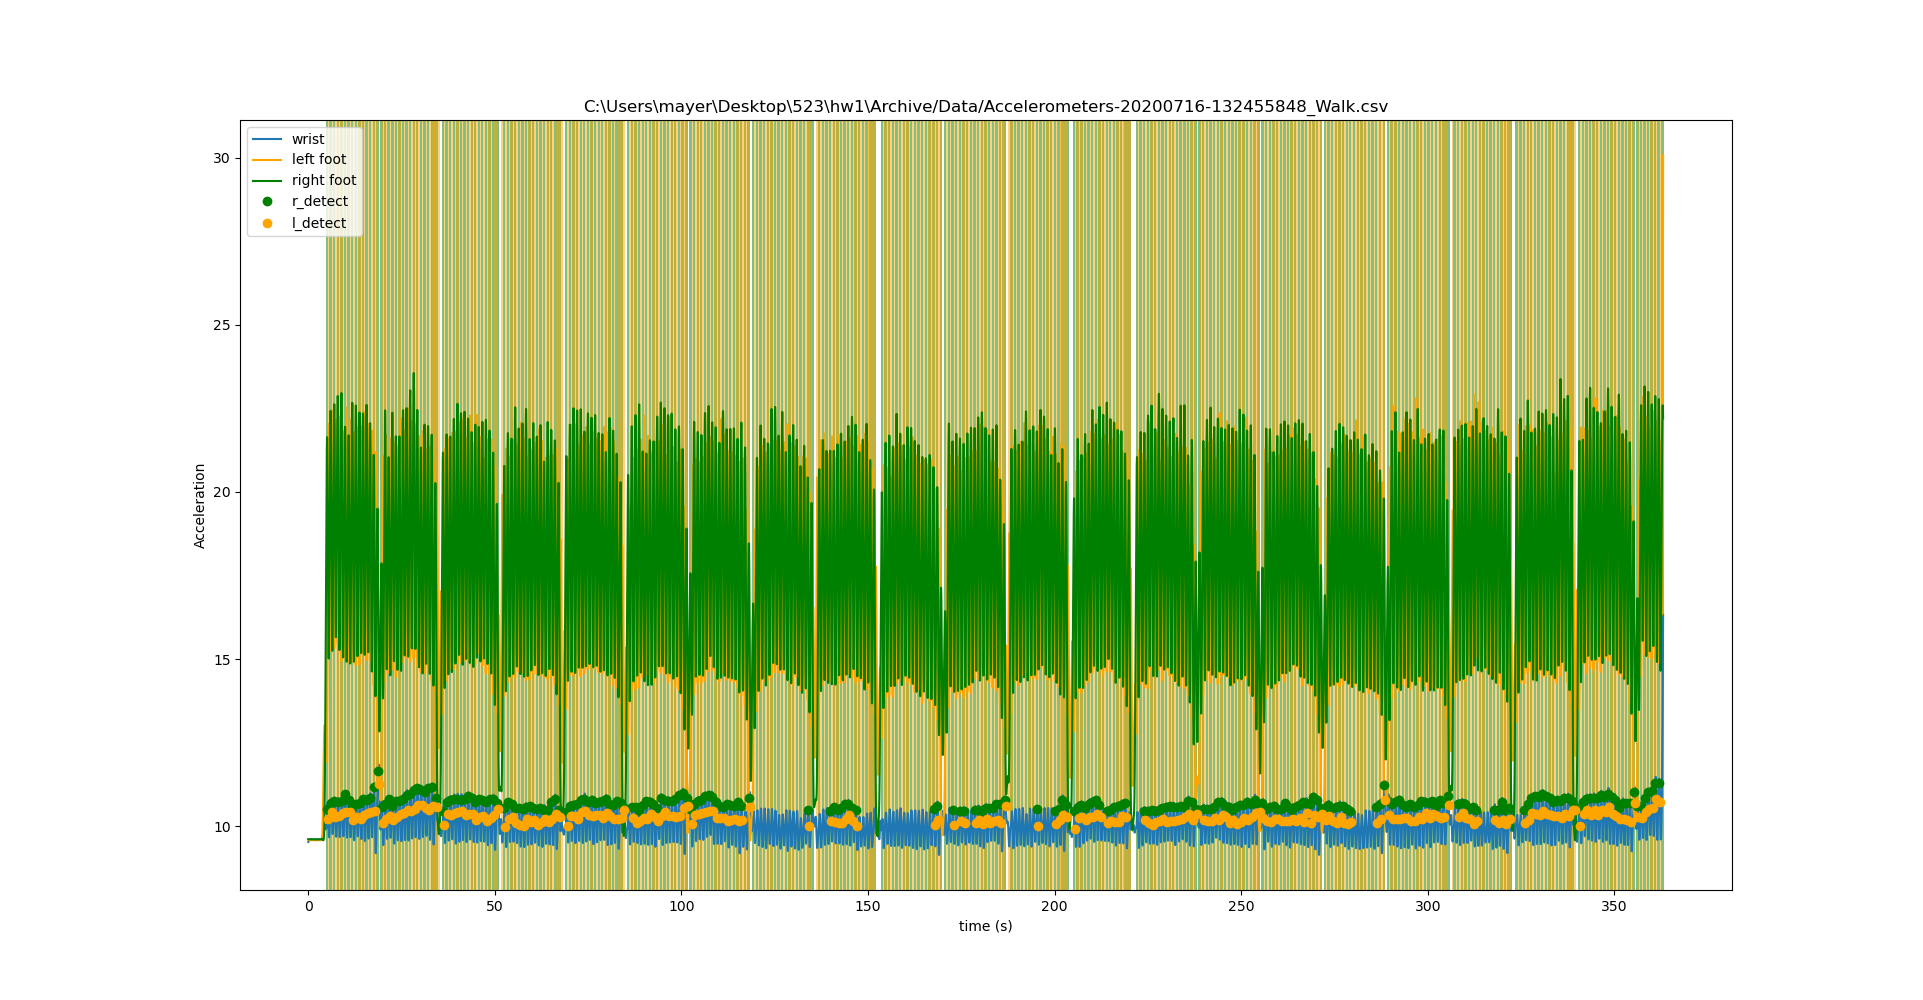 C:\Users\mayer\Desktop\523\hw1\Archive/Data/Accelerometers-20200716-132455848_Walk.csv
wrist
left foot
right foot
r_detect
l_detect
30
25
20
15
10
Acceleration
0 50 100 150 200 250 300 350
time (s)